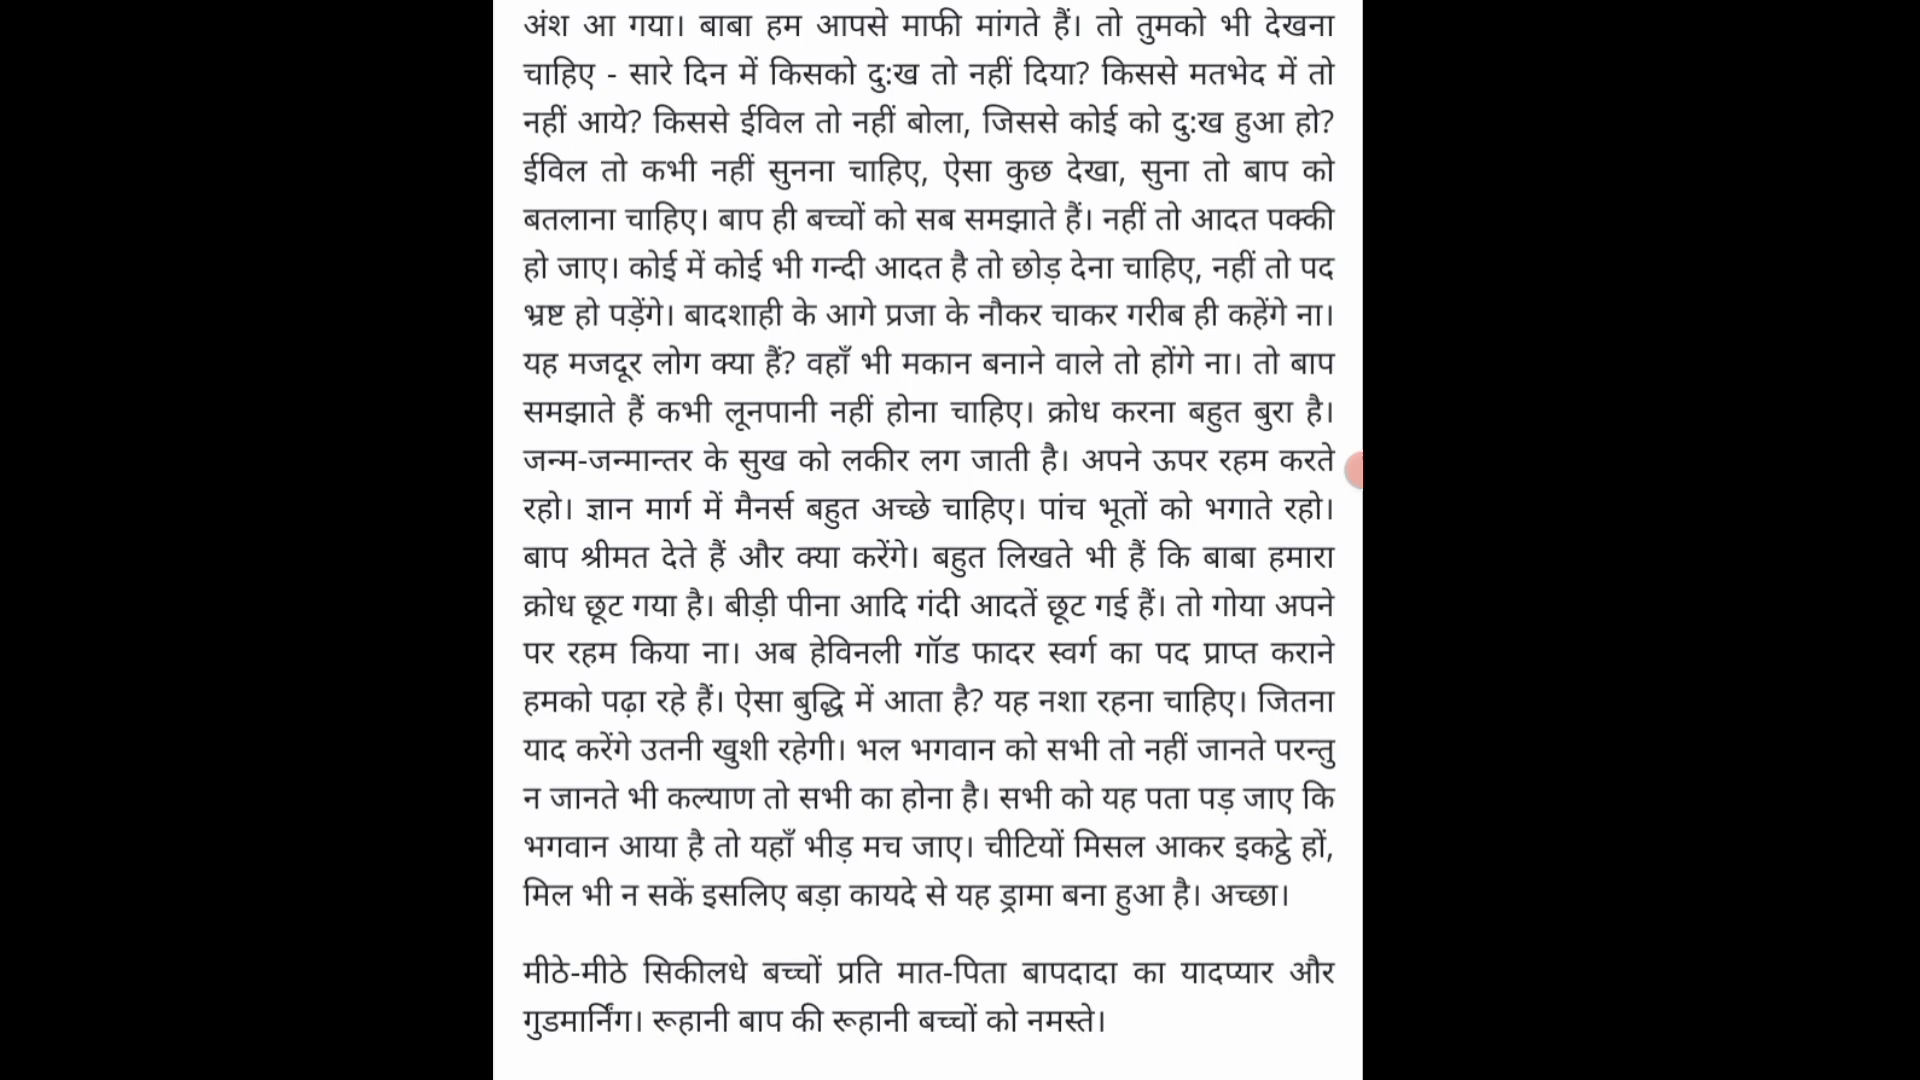 अंश आ गया। बाबा हम आपसे माफी मांगते हैं। तो तुमको भी देखना
चाहिए - सारे दिन में किसको दु:ख तो नहीं दिया? किससे मतभेद में तो
नहीं आये? किससे ईविल तो नहीं बोला, जिससे कोई को दु:ख हुआ हो?
ईविल तो कभी नहीं सुनना चाहिए, ऐसा कुछ देखा, सुना तो बाप को
बतलाना चाहिए। बाप ही बच्चों को सब समझाते हैं। नहीं तो आदत पक्की
हो जाए। कोई में कोई भी गन्दी आदत है तो छोड़ देना चाहिए, नहीं तो पद
भ्रष्ट हो पड़ेंगे। बादशाही के आगे प्रजा के नौकर चाकर गरीब ही कहेंगे ना।
यह मजदूर लोग क्या हैं? वहाँ भी मकान बनाने वाले तो होंगे ना। तो बाप
समझाते हैं कभी लूनपानी नहीं होना चाहिए। क्रोध करना बहुत बुरा है।
जन्म-जन्मान्तर के सुख को लकीर लग जाती है। अपने ऊपर रहम करते
रहो। ज्ञान मार्ग में मैनर्स बहुत अच्छे चाहिए। पांच भूतों को भगाते रहो।
बाप श्रीमत देते हैं और क्या करेंगे। बहुत लिखते भी हैं कि बाबा हमारा
क्रोध छूट गया है। बीड़ी पीना आदि गंदी आदतें छूट गई हैं। तो गोया अपने
पर रहम किया ना। अब हेविनली गॉड फादर स्वर्ग का पद प्राप्त कराने
हमको पढ़ा रहे हैं। ऐसा बुद्धि में आता है? यह नशा रहना चाहिए। जितना
याद करेंगे उतनी खुशी रहेगी। भल भगवान को सभी तो नहीं जानते परन्तु
न जानते भी कल्याण तो सभी का होना है। सभी को यह पता पड़ जाए कि
भगवान आया है तो यहाँ भीड़ मच जाए। चीटियों मिसल आकर इकट्ठे हों,
मिल भी न सकें इसलिए बड़ा कायदे से यह ड्रामा बना हुआ है। अच्छा।
मीठे-मीठे सिकीलधे बच्चों प्रति मात-पिता बापदादा का यादप्यार और
गुडमार्निंग। रूहानी बाप की रूहानी बच्चों को नमस्ते।